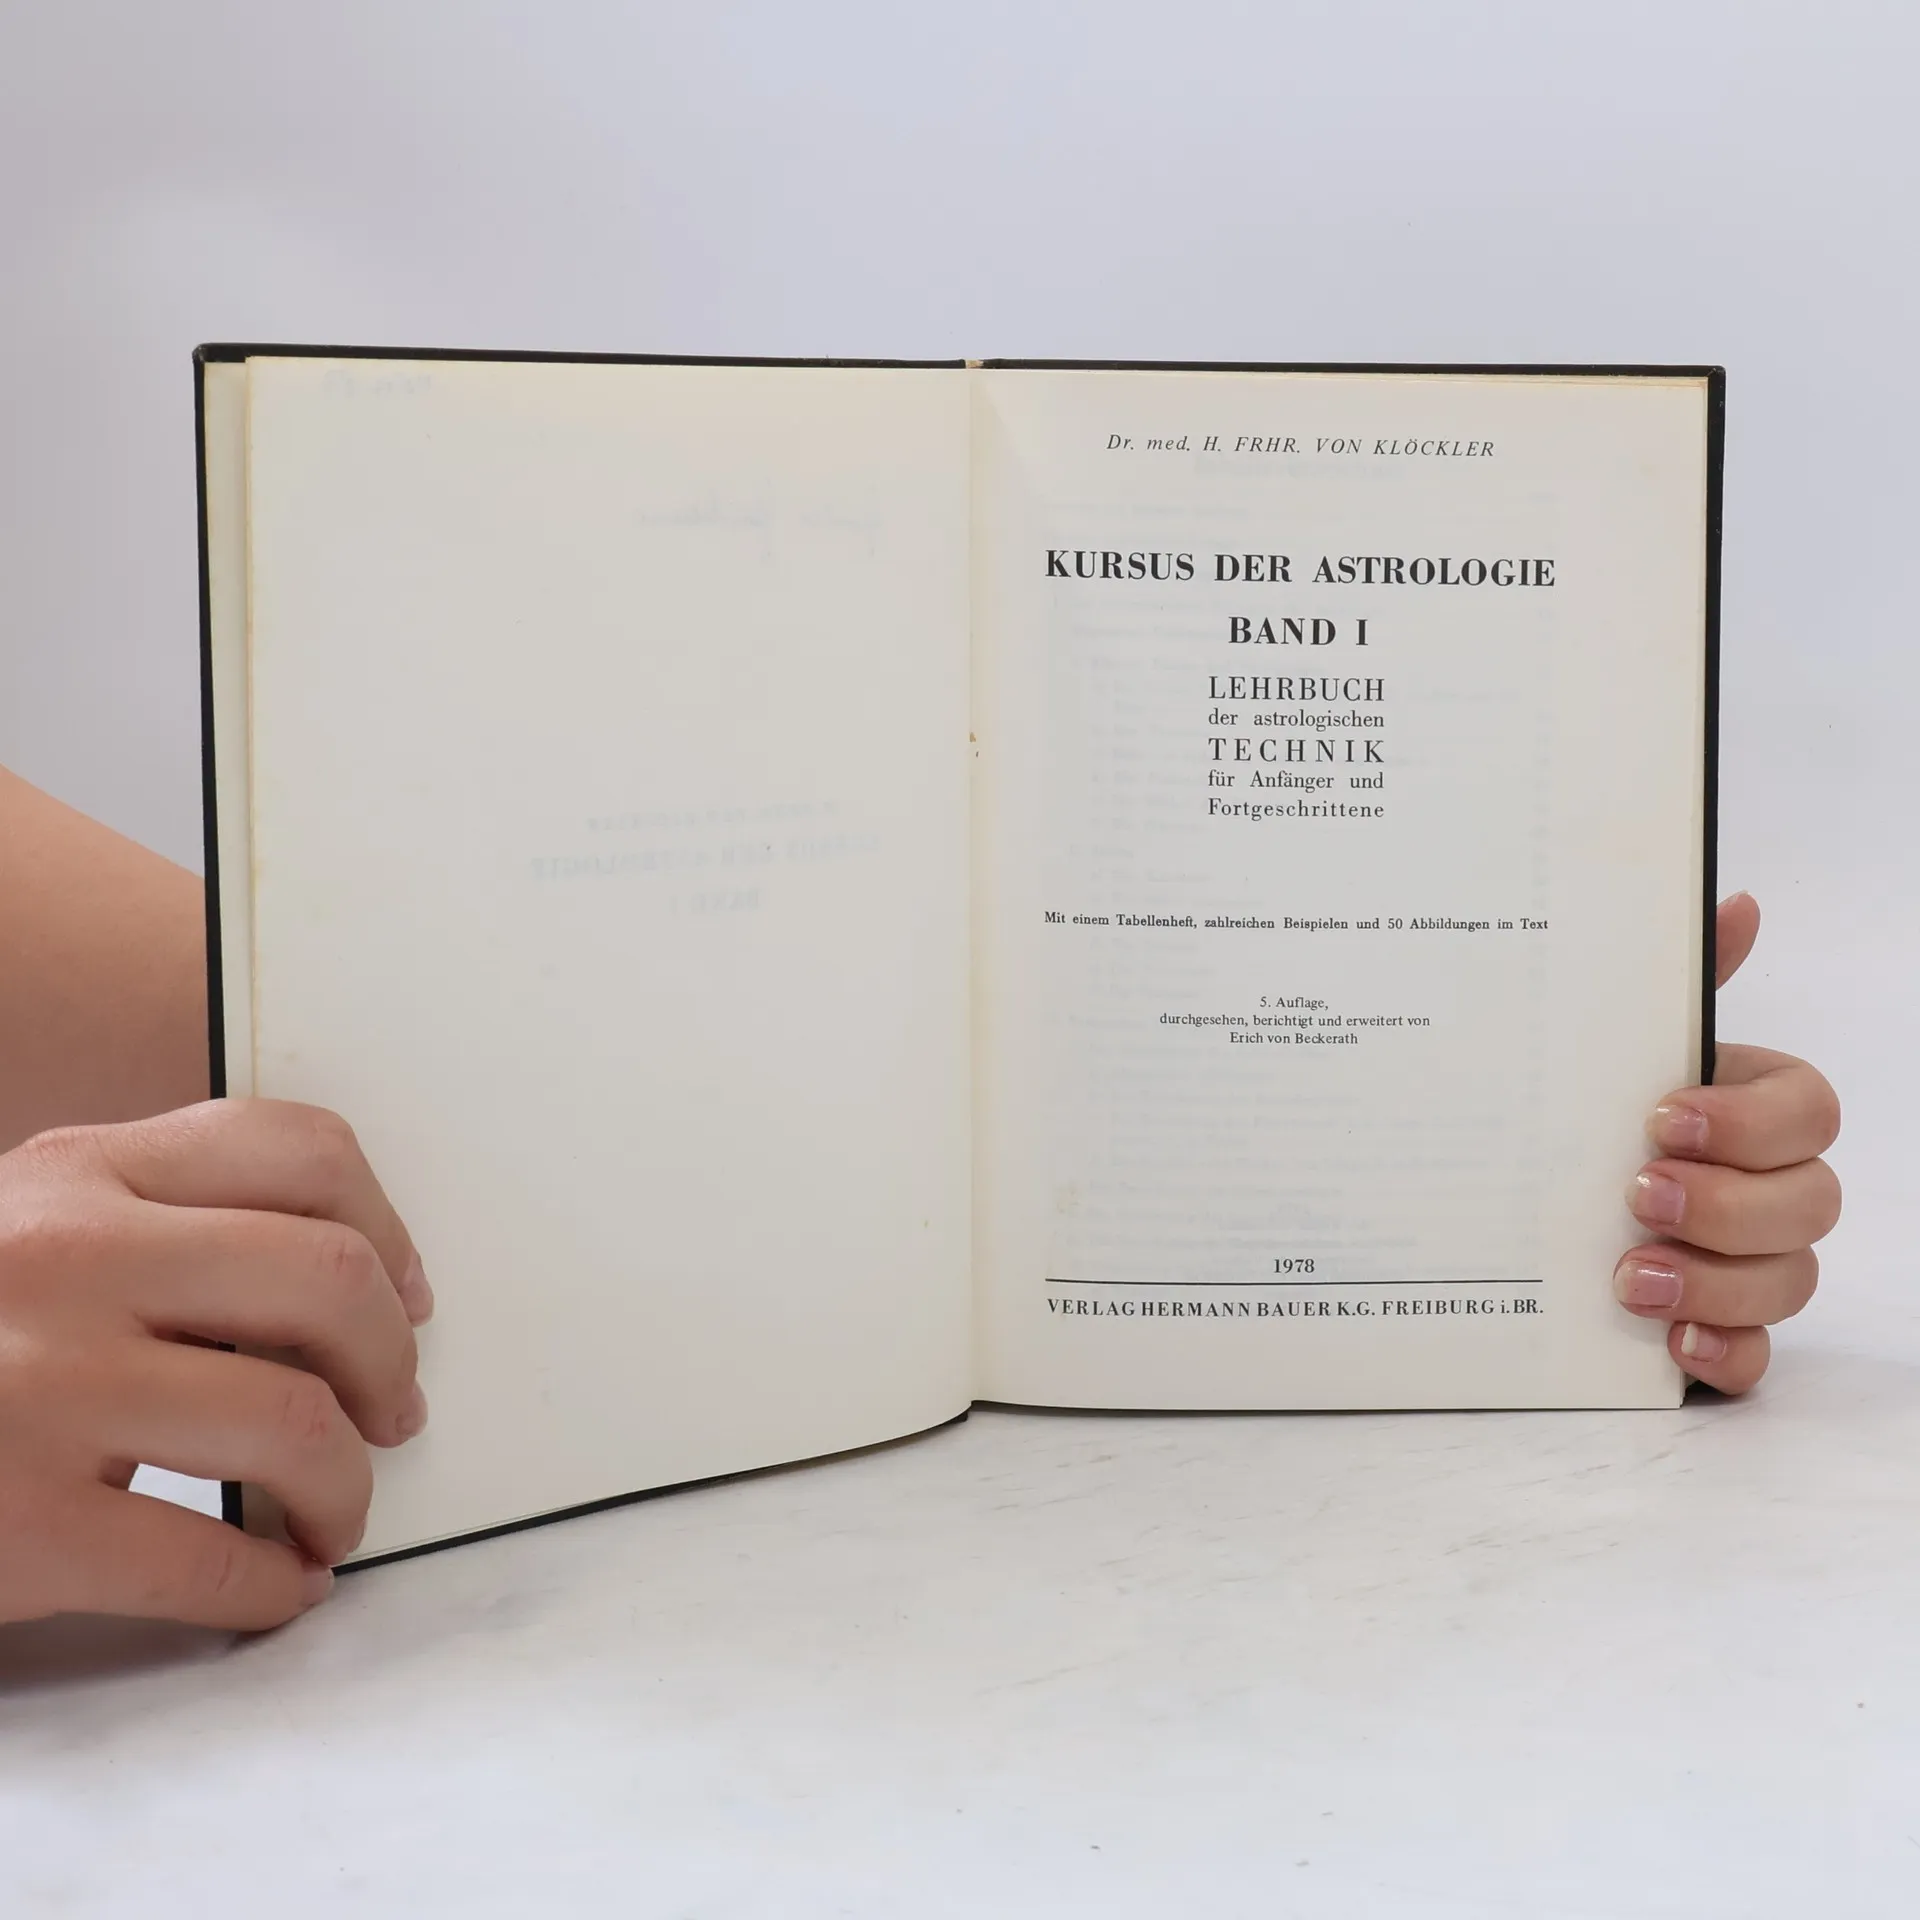 Dr. med. H. FRHR. VON KLÖCKLER
KURSUS DER ASTROLOGIE
BAND I
LEHRBUCH
der astrologischen
TECHNIK
für Anfänger und
Fortgeschrittene
Mit einem Tabellenheft, zahlreichen Beispielen und 50 Abbildungen im Text
5. Auflage,
durchgesehen, berichtigt und erweitert von
Erich von Beckerath
1978
VERLAG HERMANN BAUER K.G. FREIBURG i. BR.